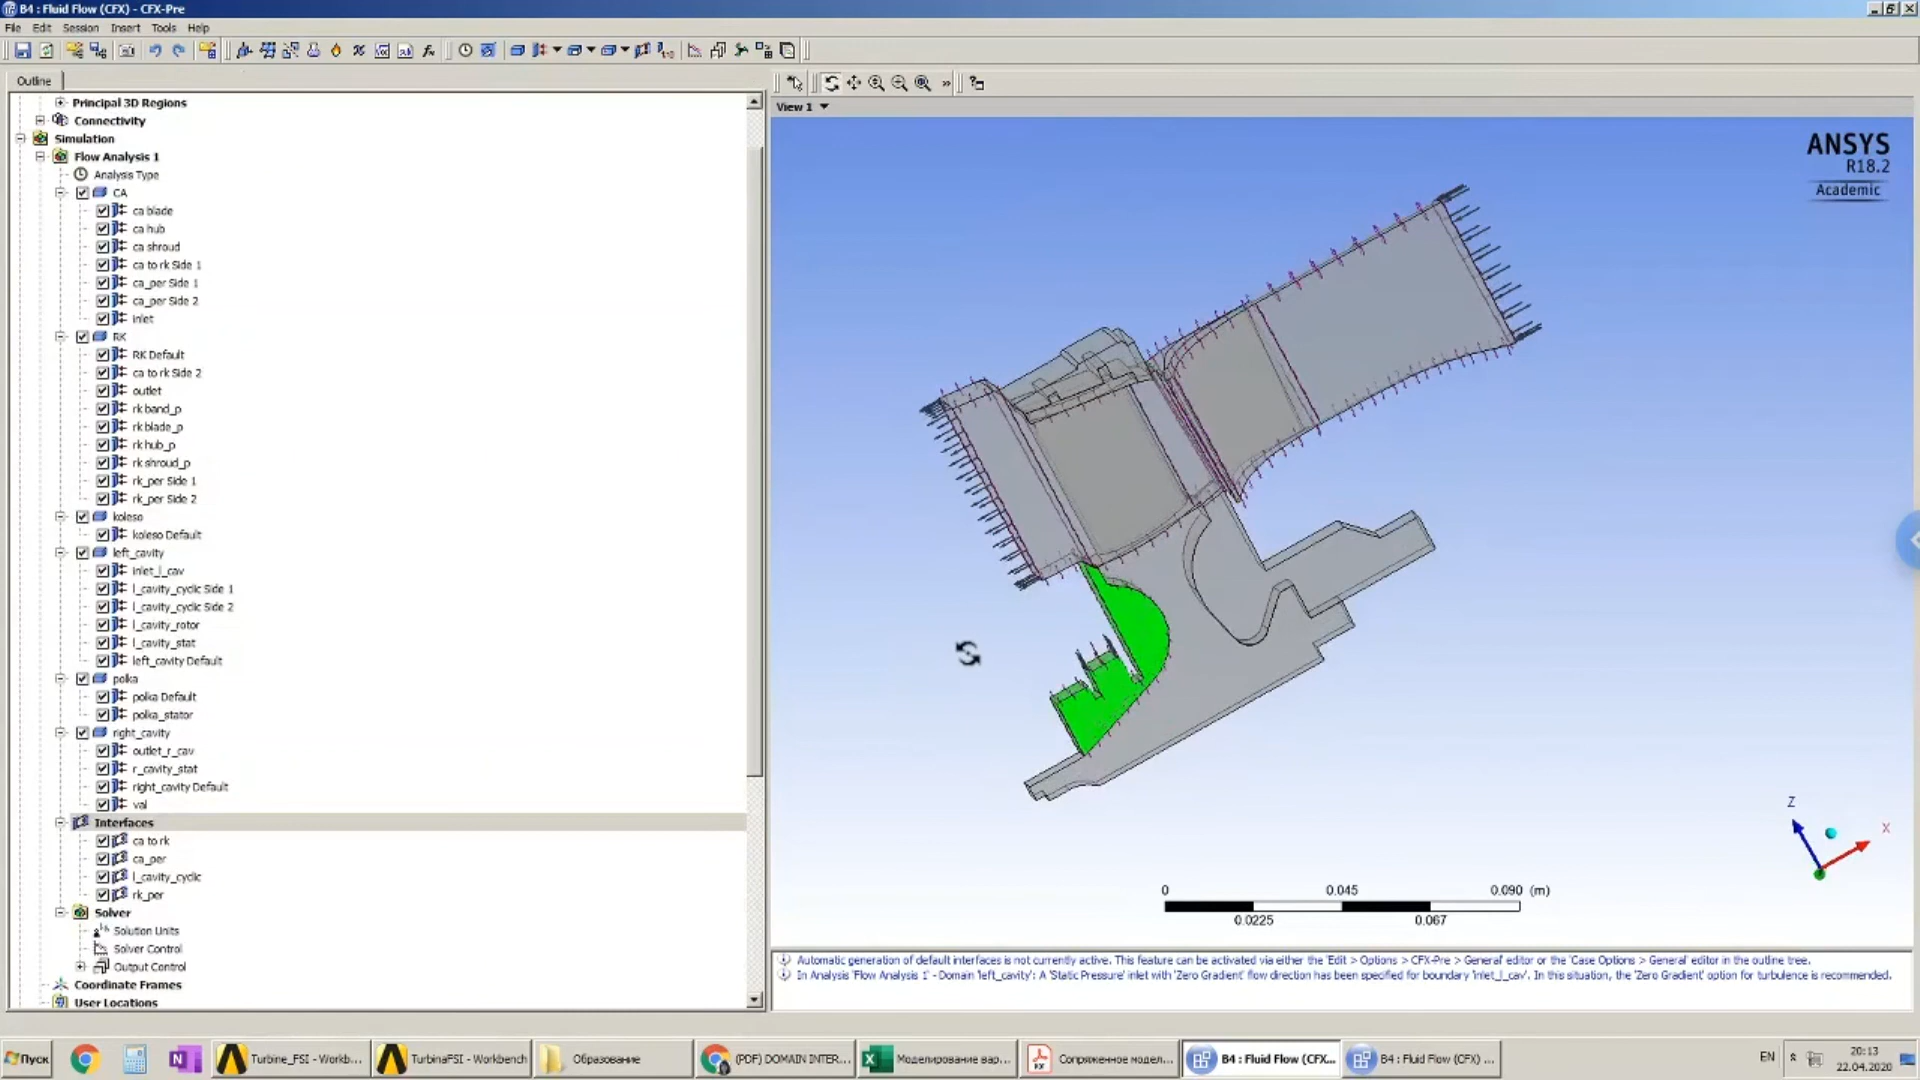 B4 : Fluid Flow (CFX) - CFX-Pre
File Edit Session Insert Tools Help
Outline
Principal 3D Regions
Connectivity
Simulation
Flow Analysis 1
Analysis Type
CA
ca blade
ca hub
ca shroud
ca to rk Side 1
ca_per Side 1
ca_per Side 2
inlet
RK
RK Default
ca to rk Side 2
outlet
rk band_p
rk blade_p
rk hub_p
rk shroud_p
rk_per Side 1
rk_per Side 2
koleso
koleso Default
left_cavity
inlet_l_cav
l_cavity_cyclic Side 1
l_cavity_cyclic Side 2
l_cavity_rotor
l_cavity_stat
left_cavity Default
polka
polka Default
polka_stator
right_cavity
outlet_r_cav
r_cavity_stat
right_cavity Default
val
Interfaces
ca to rk
ca_per
l_cavity_cyclic
rk_per
Solver
Solution Units
Solver Control
Output Control
Coordinate Frames
User Locations
View 1
ANSYS
R18.2
Academic
Z
X
0 0.045 0.090 (m)
0.0225 0.067
Automatic generation of default interfaces is not currently active. This feature can be activated via either the 'Edit > Options > CFX-Pre > General' editor or the 'Case Options > General' editor in the outline tree.
In Analysis 'Flow Analysis 1' - Domain 'left_cavity': A 'Static Pressure' inlet with 'Zero Gradient' flow direction has been specified for boundary 'inlet_l_cav'. In this situation, the 'Zero Gradient' option for turbulence is recommended.
Пуск
Turbine_FSI - Workb...
TurbinaFSI - Workbench
Образование
(PDF) DOMAIN INTER...
Моделирование вар...
Сопряженное модел...
B4 : Fluid Flow (CFX...
B4 : Fluid Flow (CFX) ...
EN
20:13
22.04.2020